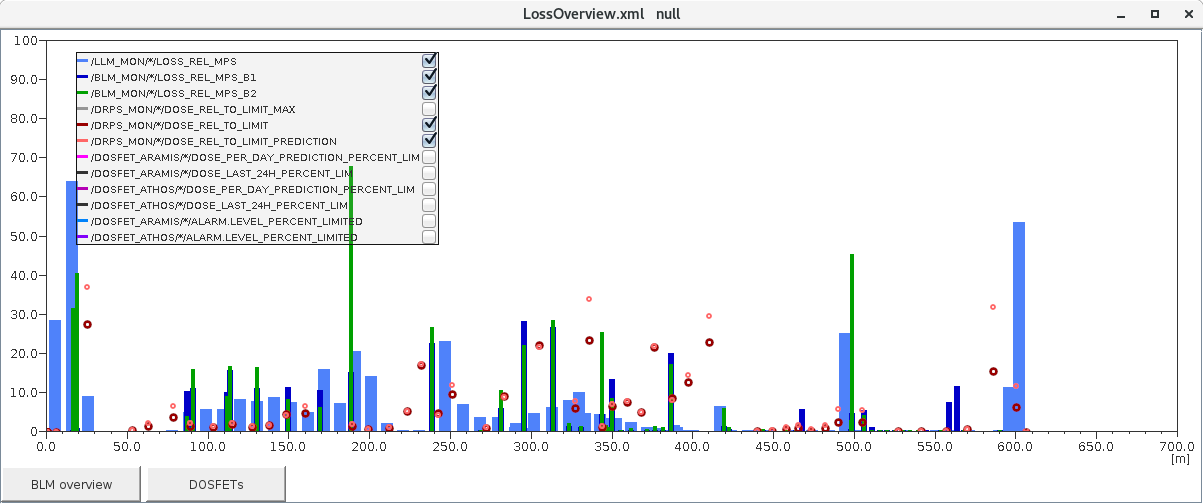 LossOverview.xml null
100
90.0
80.0
70.0
60.0
50.0
40.0
30.0
20.0
10.0
0
/LLM_MON/*/LOSS_REL_MPS
/BLM_MON/*/LOSS_REL_MPS_B1
/BLM_MON/*/LOSS_REL_MPS_B2
/DRPS_MON/*/DOSE_REL_TO_LIMIT_MAX
/DRPS_MON/*/DOSE_REL_TO_LIMIT
/DRPS_MON/*/DOSE_REL_TO_LIMIT_PREDICTION
/DOSFET_ARAMIS/*/DOSE_PER_DAY_PREDICTION_PERCENT_LIM
/DOSFET_ARAMIS/*/DOSE_LAST_24H_PERCENT_LIM
/DOSFET_ATHOS/*/DOSE_PER_DAY_PREDICTION_PERCENT_LIM
/DOSFET_ATHOS/*/DOSE_LAST_24H_PERCENT_LIM
/DOSFET_ARAMIS/*/ALARM.LEVEL_PERCENT_LIMITED
/DOSFET_ATHOS/*/ALARM.LEVEL_PERCENT_LIMITED
0.0 50.0 100.0 150.0 200.0 250.0 300.0 350.0 400.0 450.0 500.0 550.0 600.0 650.0 700.0
[m]
BLM overview DOSFETs